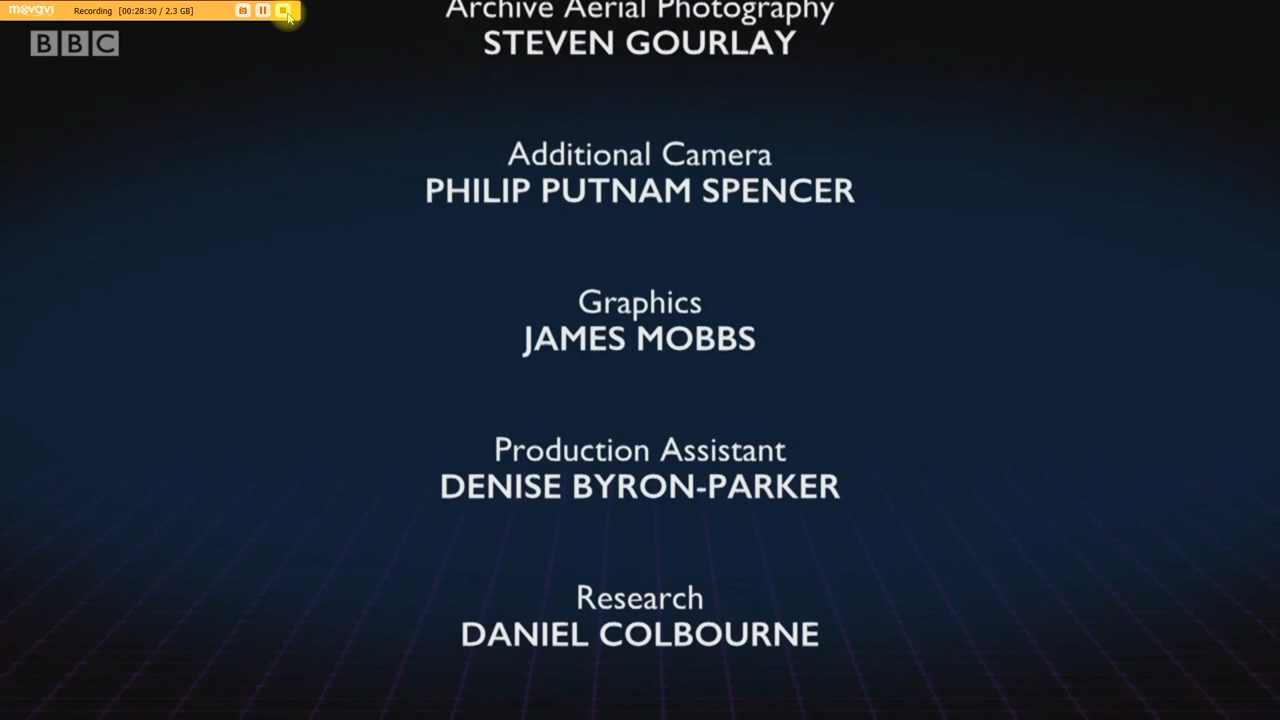 movavi
Recording [00:28:30 / 2.3 GB]
BBC
Archive Aerial Photography
STEVEN GOURLAY
Additional Camera
PHILIP PUTNAM SPENCER
Graphics
JAMES MOBBS
Production Assistant
DENISE BYRON-PARKER
Research
DANIEL COLBOURNE